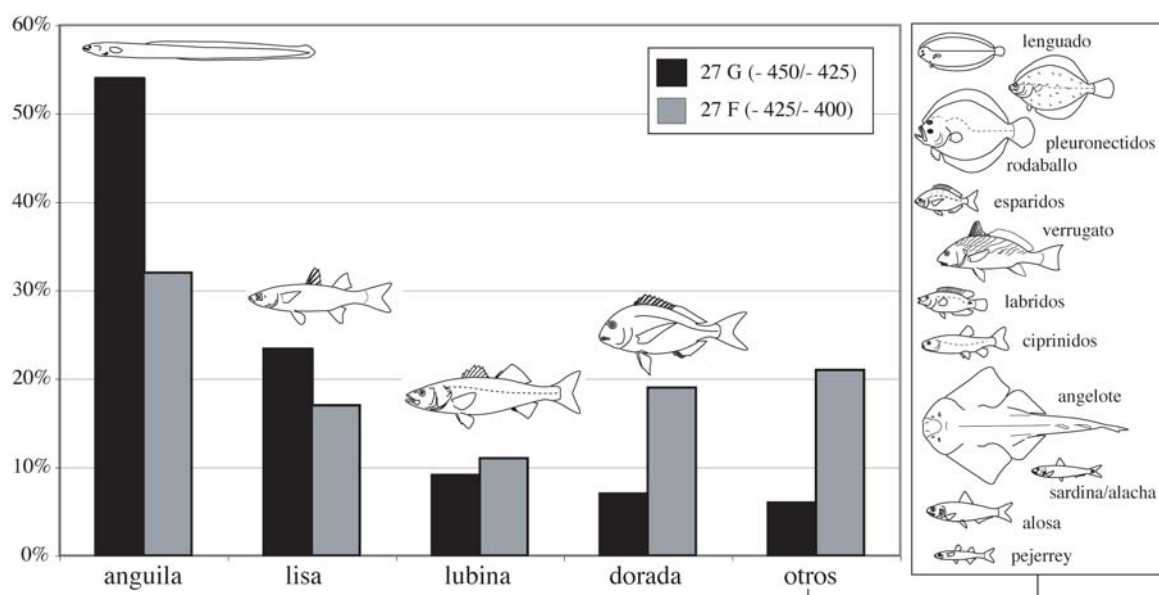 60%
50%
40%
30%
20%
10%
0%
27 G (- 450/- 425)
27 F (- 425/- 400)
anguila
lisa
lubina
dorada
otros
lenguado
pleuronectidos
rodaballo
esparidos
verrugato
labridos
ciprinidos
angelote
sardina/alacha
alosa
pejerrey